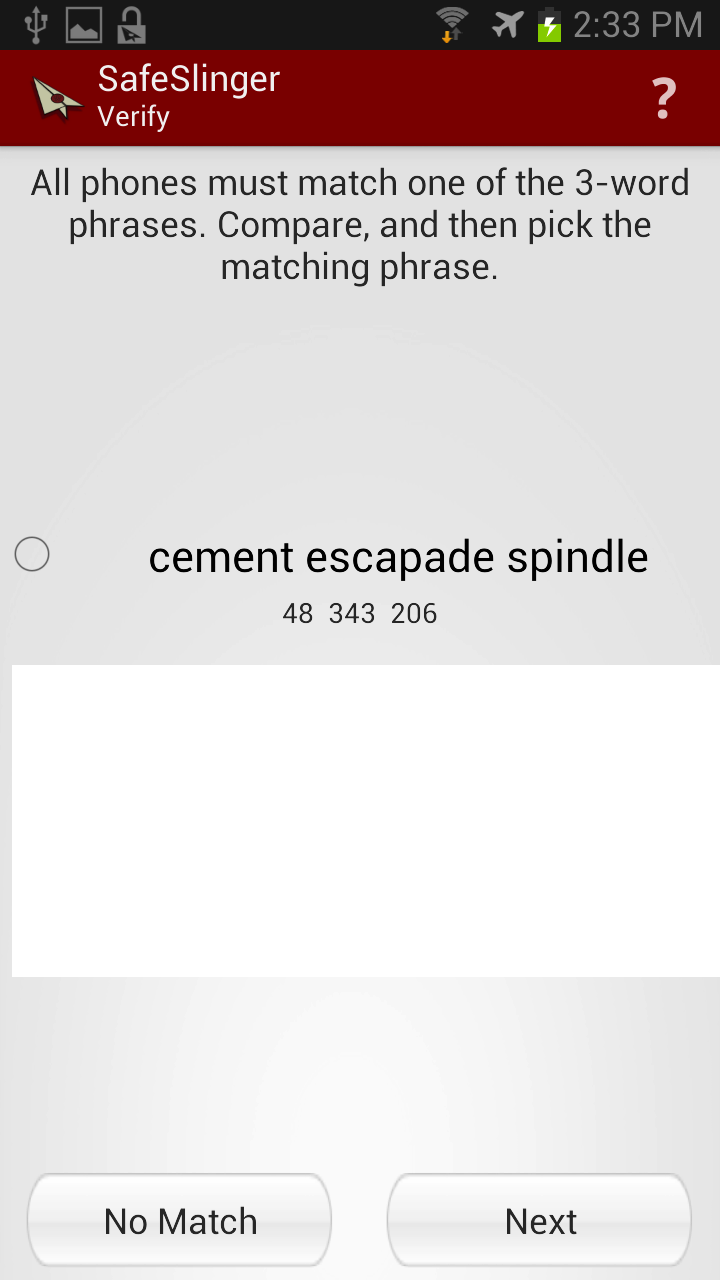 2:33 PM
SafeSlinger
Verify
?
All phones must match one of the 3-word
phrases. Compare, and then pick the
matching phrase.
cement escapade spindle
48 343 206
No Match
Next